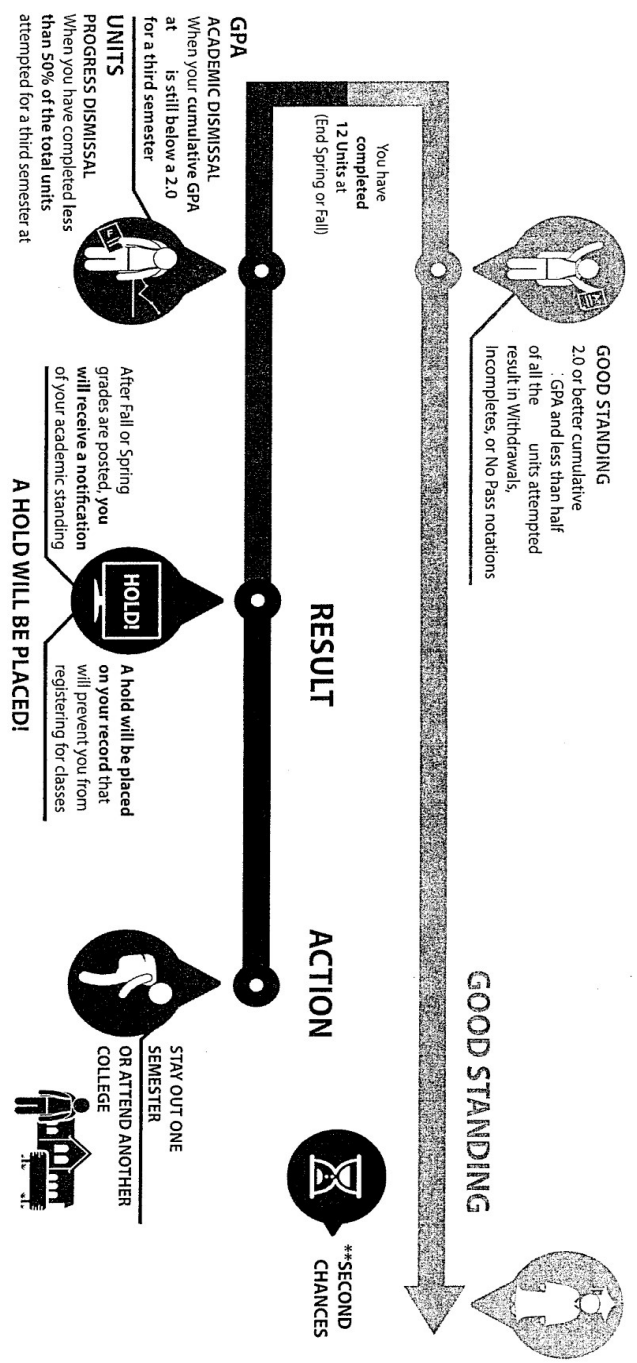 GOOD STANDING
2.0 or better cumulative
GPA and less than half
of all the units attempted
result in Withdrawals,
Incompletes, or No Pass notations
GOOD STANDING
You have
completed
12 Units at
(End Spring or Fall)
RESULT
ACTION
**SECOND
CHANCES
GPA
ACADEMIC DISMISSAL
When your cumulative GPA
at is still below a 2.0
for a third semester
UNITS
PROGRESS DISMISSAL
When you have completed less
than 50% of the total units
attempted for a third semester at
After Fall or Spring
grades are posted, you
will receive a notification
of your academic standing
HOLD!
A hold will be placed
on your record that
will prevent you from
registering for classes
A HOLD WILL BE PLACED!
STAY OUT ONE
SEMESTER
OR ATTEND ANOTHER
COLLEGE